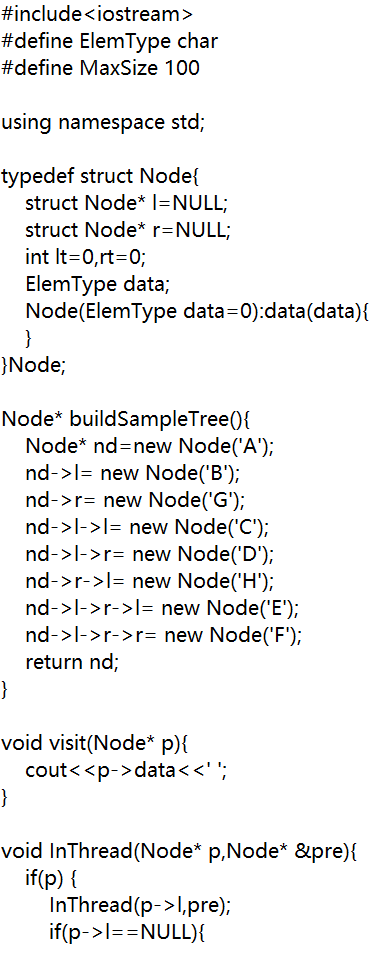 #include<iostream>
#define ElemType char
#define MaxSize 100
using namespace std;
typedef struct Node{
struct Node* l=NULL;
struct Node* r=NULL;
int lt=0,rt=0;
ElemType data;
Node(ElemType data=0):data(data){
}
}Node;
Node* buildSampleTree(){
Node* nd=new Node('A');
nd->l= new Node('B');
nd->r= new Node('G');
nd->l->l= new Node('C');
nd->l->r= new Node('D');
nd->r->l= new Node('H');
nd->l->r->l= new Node('E');
nd->l->r->r= new Node('F');
return nd;
}
void visit(Node* p){
cout<<p->data<<' ';
}
void InThread(Node* p,Node* &pre){
if(p) {
InThread(p->l,pre);
if(p->l==NULL){